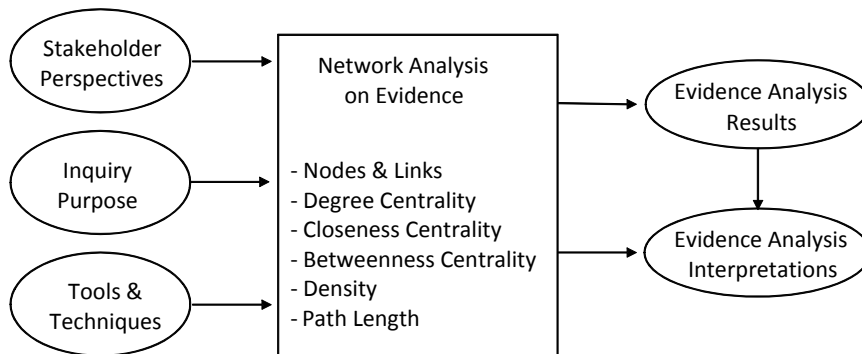 Stakeholder
Perspectives
Inquiry
Purpose
Tools &
Techniques
Network Analysis
on Evidence
- Nodes & Links
- Degree Centrality
- Closeness Centrality
- Betweenness Centrality
- Density
- Path Length
Evidence Analysis
Results
Evidence Analysis
Interpretations